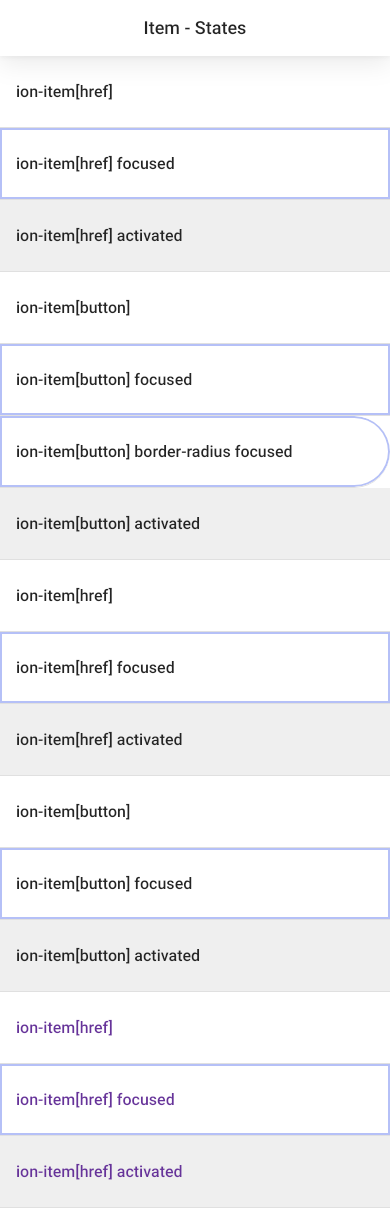 Item - States
ion-item[href]
ion-item[href] focused
ion-item[href] activated
ion-item[button]
ion-item[button] focused
ion-item[button] border-radius focused
ion-item[button] activated
ion-item[href]
ion-item[href] focused
ion-item[href] activated
ion-item[button]
ion-item[button] focused
ion-item[button] activated
ion-item[href]
ion-item[href] focused
ion-item[href] activated